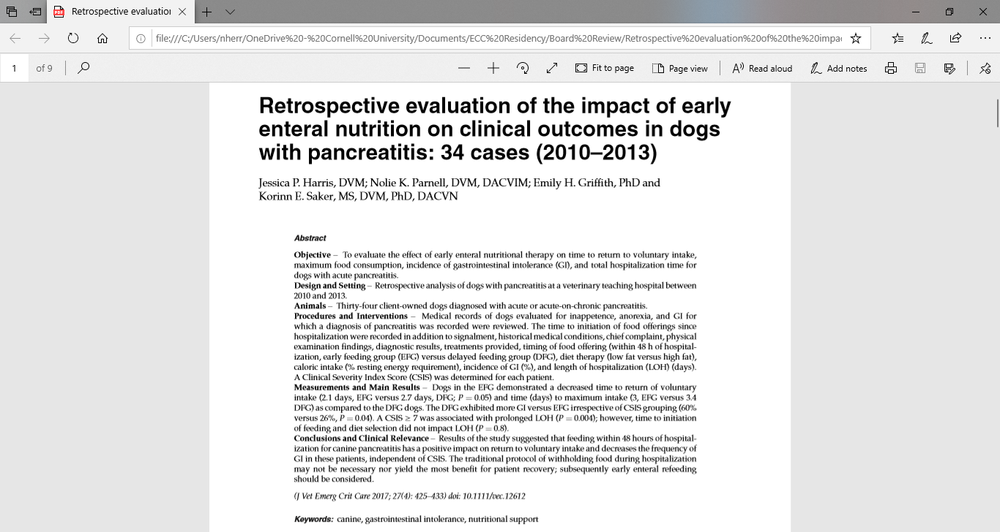 Retrospective evaluation
file:///C:/Users/nherr/OneDrive%20-%20Cornell%20University/Documents/ECC%20Residency/Board%20Review/Retrospective%20evaluation%20of%20the%20impa
1 of 9 Fit to page Page view Read aloud Add notes
Retrospective evaluation of the impact of early
enteral nutrition on clinical outcomes in dogs
with pancreatitis: 34 cases (2010–2013)
Jessica P. Harris, DVM; Nolie K. Parnell, DVM, DACVIM; Emily H. Griffith, PhD and
Korinn E. Saker, MS, DVM, PhD, DACVN
Abstract
Objective – To evaluate the effect of early enteral nutritional therapy on time to return to voluntary intake,
maximum food consumption, incidence of gastrointestinal intolerance (GI), and total hospitalization time for
dogs with acute pancreatitis.
Design and Setting – Retrospective analysis of dogs with pancreatitis at a veterinary teaching hospital between
2010 and 2013.
Animals – Thirty-four client-owned dogs diagnosed with acute or acute-on-chronic pancreatitis.
Procedures and Interventions – Medical records of dogs evaluated for inappetence, anorexia, and GI for
which a diagnosis of pancreatitis was recorded were reviewed. The time to initiation of food offerings since
hospitalization were recorded in addition to signalment, historical medical conditions, chief complaint, physical
examination findings, diagnostic results, treatments provided, timing of food offering (within 48 h of hospital-
ization, early feeding group (EFG) versus delayed feeding group (DFG), diet therapy (low fat versus high fat),
caloric intake (% resting energy requirement), incidence of GI (%), and length of hospitalization (LOH) (days).
A Clinical Severity Index Score (CSIS) was determined for each patient.
Measurements and Main Results – Dogs in the EFG demonstrated a decreased time to return of voluntary
intake (2.1 days, EFG versus 2.7 days, DFG; P = 0.05) and time (days) to maximum intake (3, EFG versus 3.4
DFG) as compared to the DFG dogs. The DFG exhibited more GI versus EFG irrespective of CSIS grouping (60%
versus 26%, P = 0.04). A CSIS ≥ 7 was associated with prolonged LOH (P = 0.004); however, time to initiation
of feeding and diet selection did not impact LOH (P = 0.8).
Conclusions and Clinical Relevance – Results of the study suggested that feeding within 48 hours of hospital-
ization for canine pancreatitis has a positive impact on return to voluntary intake and decreases the frequency of
GI in these patients, independent of CSIS. The traditional protocol of withholding food during hospitalization
may not be necessary nor yield the most benefit for patient recovery; subsequently early enteral refeeding
should be considered.
(J Vet Emerg Crit Care 2017; 27(4): 425–433) doi: 10.1111/vec.12612
Keywords: canine, gastrointestinal intolerance, nutritional support